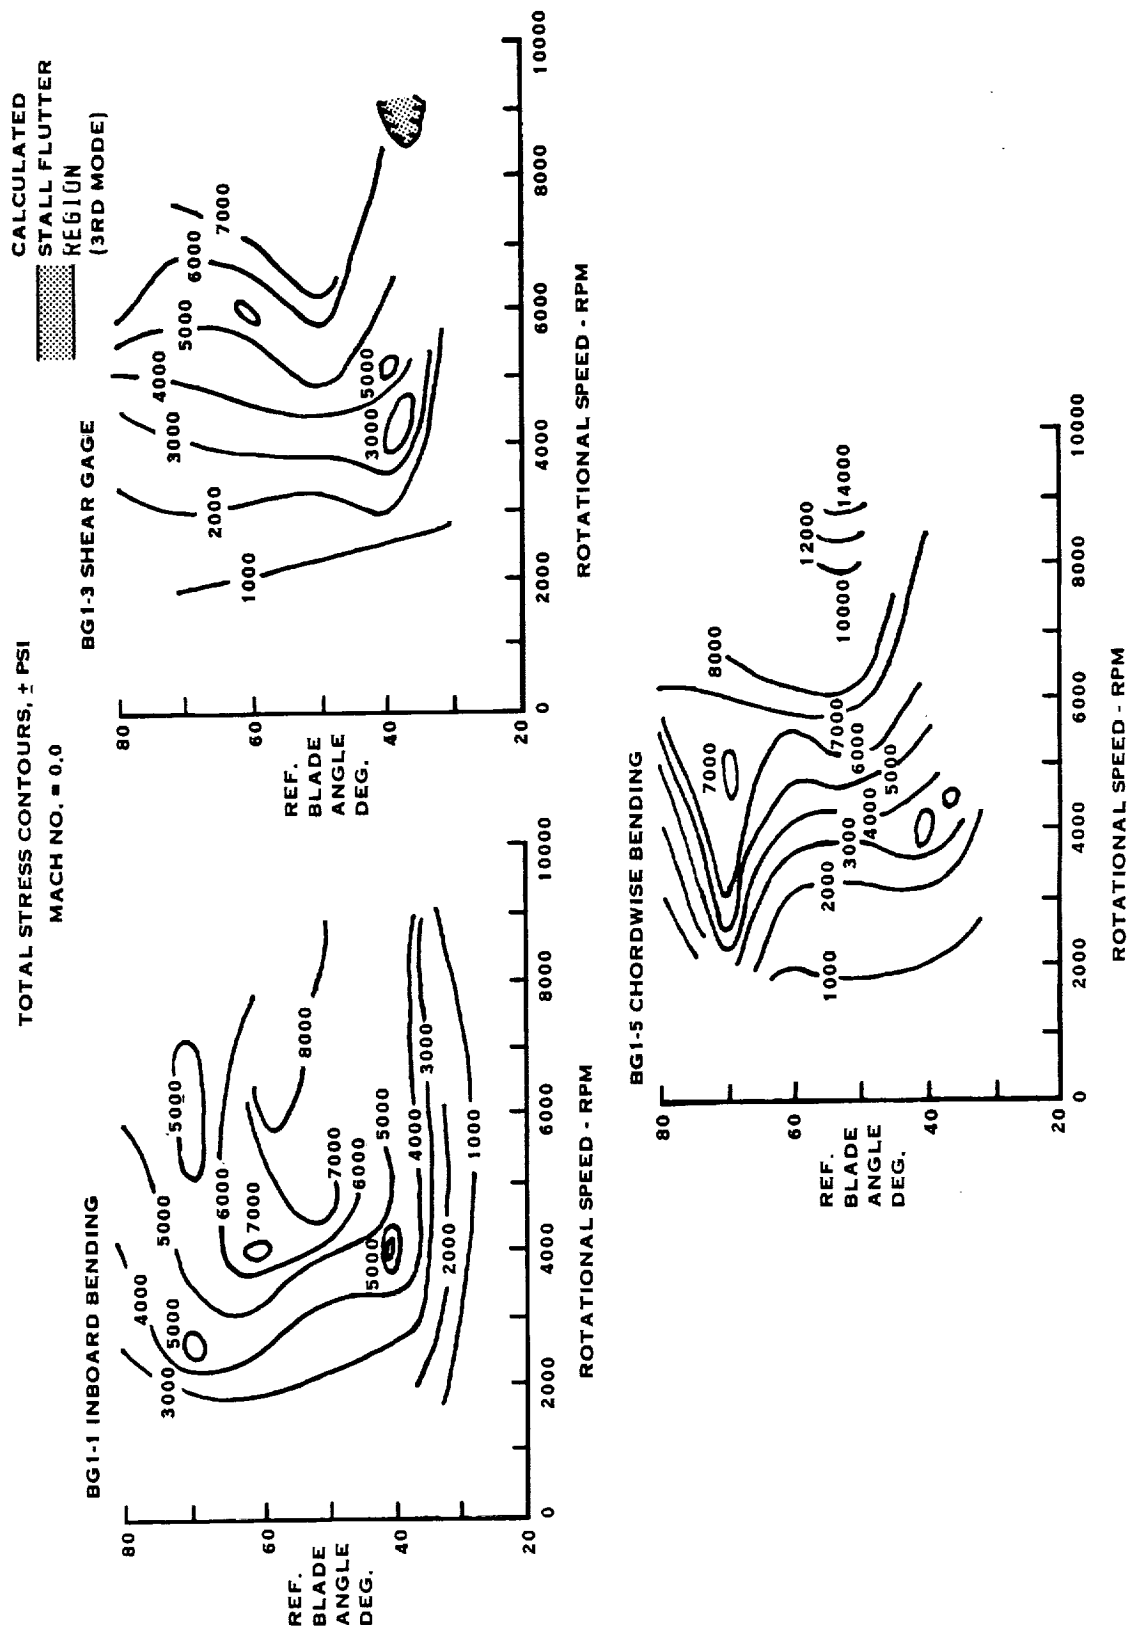 TOTAL STRESS CONTOURS, ± PSI
MACH NO. = 0.0
CALCULATED
STALL FLUTTER
REGION
(3RD MODE)
BG1-1 INBOARD BENDING
80
60
40
20
REF.
BLADE
ANGLE
DEG.
3000
4000
5000
5000
5000
6000
7000
8000
7000
6000
5000
5000
4000
3000
2000
1000
0
2000
4000
6000
8000
10000
ROTATIONAL SPEED - RPM
BG1-3 SHEAR GAGE
80
60
40
20
REF.
BLADE
ANGLE
DEG.
1000
2000
3000
4000
5000
6000
7000
3000
5000
0
2000
4000
6000
8000
10000
ROTATIONAL SPEED - RPM
BG1-5 CHORDWISE BENDING
80
60
40
20
REF.
BLADE
ANGLE
DEG.
7000
8000
1000
2000
3000
4000
5000
6000
7000
10000
12000
14000
0
2000
4000
6000
8000
10000
ROTATIONAL SPEED - RPM